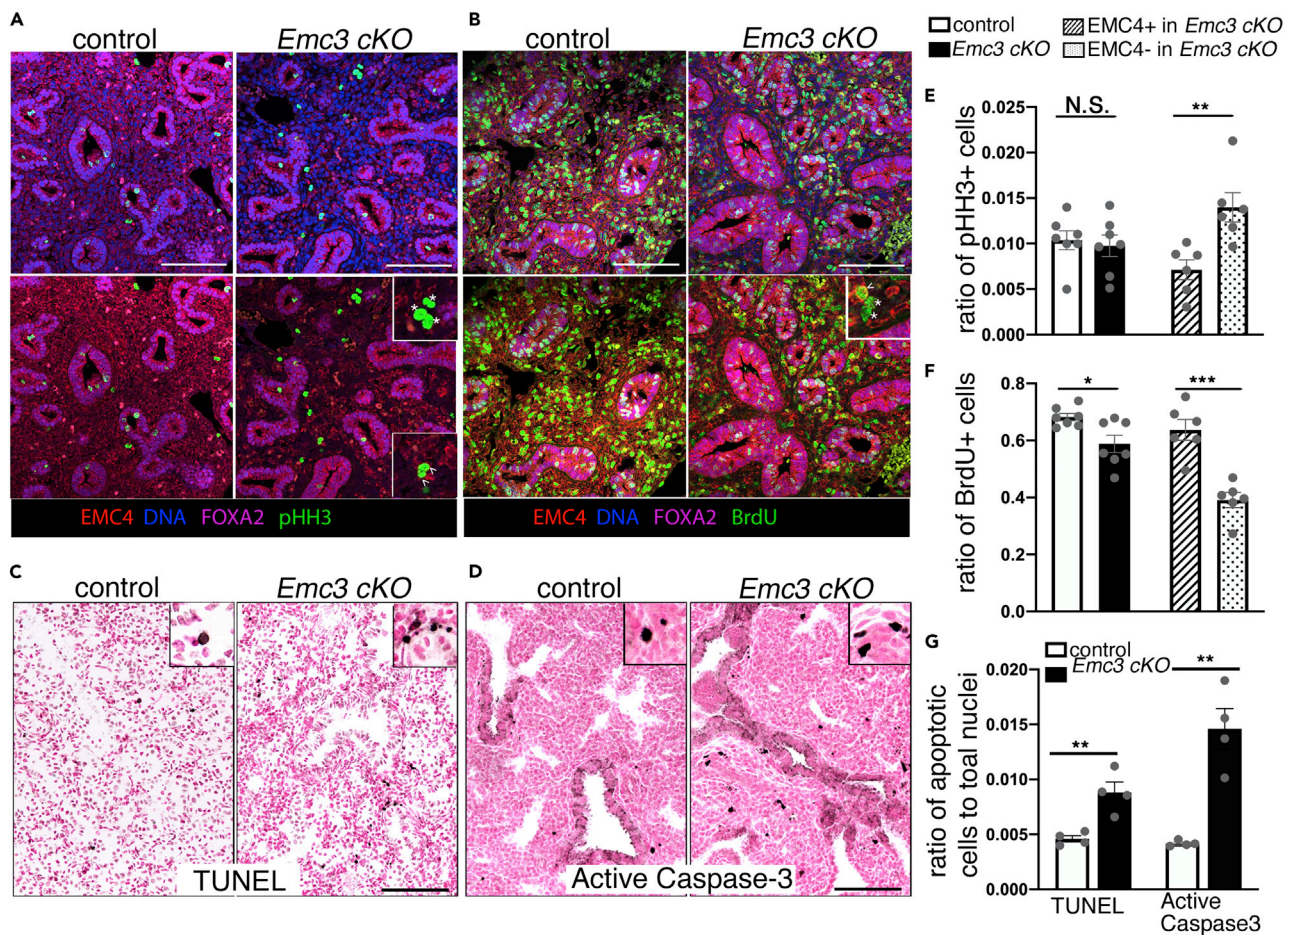 A
control
Emc3 cKO
EMC4 DNA FOXA2 pHH3
B
control
Emc3 cKO
EMC4 DNA FOXA2 BrdU
C
control
Emc3 cKO
TUNEL
D
control
Emc3 cKO
Active Caspase-3
control
Emc3 cKO
EMC4+ in Emc3 cKO
EMC4- in Emc3 cKO
E
ratio of pHH3+ cells
0.025
0.020
0.015
0.010
0.005
0.000
N.S.
**
F
ratio of BrdU+ cells
0.8
0.6
0.4
0.2
0.0
*
***
G
control
Emc3 cKO
ratio of apoptotic
cells to toal nuclei
0.020
0.015
0.010
0.005
0.000
**
**
TUNEL
Active
Caspase3